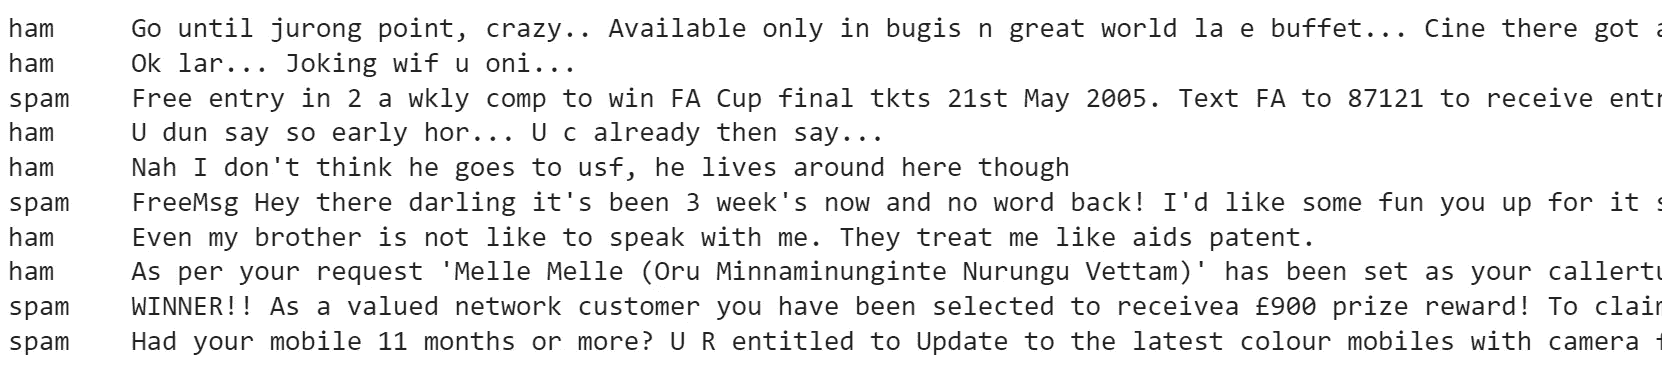 ham Go until jurong point, crazy.. Available only in bugis n great world la e buffet... Cine there got
ham Ok lar... Joking wif u oni...
spam Free entry in 2 a wkly comp to win FA Cup final tkts 21st May 2005. Text FA to 87121 to receive entr
ham U dun say so early hor... U c already then say...
ham Nah I don't think he goes to usf, he lives around here though
spam FreeMsg Hey there darling it's been 3 week's now and no word back! I'd like some fun you up for it s
ham Even my brother is not like to speak with me. They treat me like aids patent.
ham As per your request 'Melle Melle (Oru Minnaminunginte Nurungu Vettam)' has been set as your callertu
spam WINNER!! As a valued network customer you have been selected to receivea £900 prize reward! To claim
spam Had your mobile 11 months or more? U R entitled to Update to the latest colour mobiles with camera